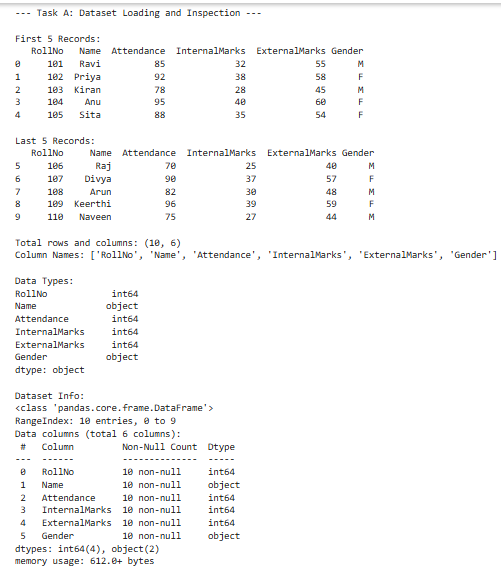 --- Task A: Dataset Loading and Inspection ---
First 5 Records:
RollNo Name Attendance InternalMarks ExternalMarks Gender
0 101 Ravi 85 32 55 M
1 102 Priya 92 38 58 F
2 103 Kiran 78 28 45 M
3 104 Anu 95 40 60 F
4 105 Sita 88 35 54 F
Last 5 Records:
RollNo Name Attendance InternalMarks ExternalMarks Gender
5 106 Raj 70 25 40 M
6 107 Divya 90 37 57 F
7 108 Arun 82 30 48 M
8 109 Keerthi 96 39 59 F
9 110 Naveen 75 27 44 M
Total rows and columns: (10, 6)
Column Names: ['RollNo', 'Name', 'Attendance', 'InternalMarks', 'ExternalMarks', 'Gender']
Data Types:
RollNo int64
Name object
Attendance int64
InternalMarks int64
ExternalMarks int64
Gender object
dtype: object
Dataset Info:
<class 'pandas.core.frame.DataFrame'>
RangeIndex: 10 entries, 0 to 9
Data columns (total 6 columns):
# Column Non-Null Count Dtype
--- ------ -------------- -----
0 RollNo 10 non-null int64
1 Name 10 non-null object
2 Attendance 10 non-null int64
3 InternalMarks 10 non-null int64
4 ExternalMarks 10 non-null int64
5 Gender 10 non-null object
dtypes: int64(4), object(2)
memory usage: 612.0+ bytes